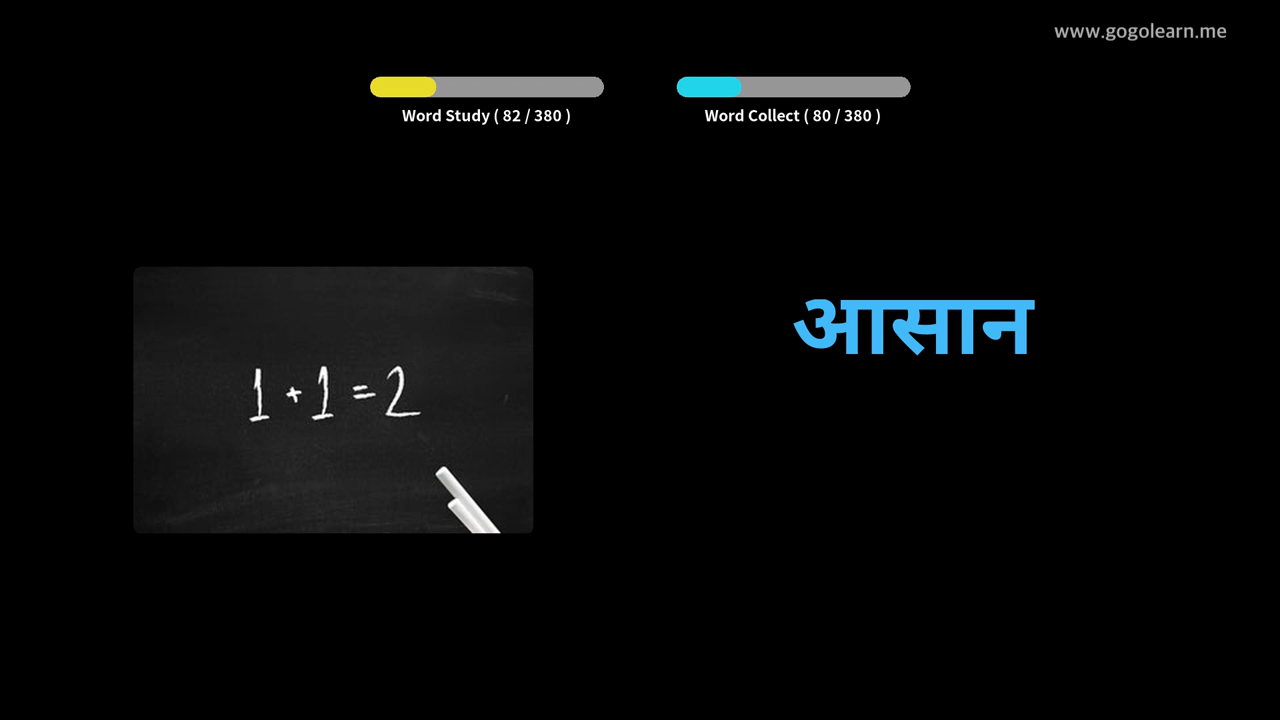 www.gogolearn.me
Word Study ( 82 / 380 )
Word Collect ( 80 / 380 )
1 + 1 = 2
आसान